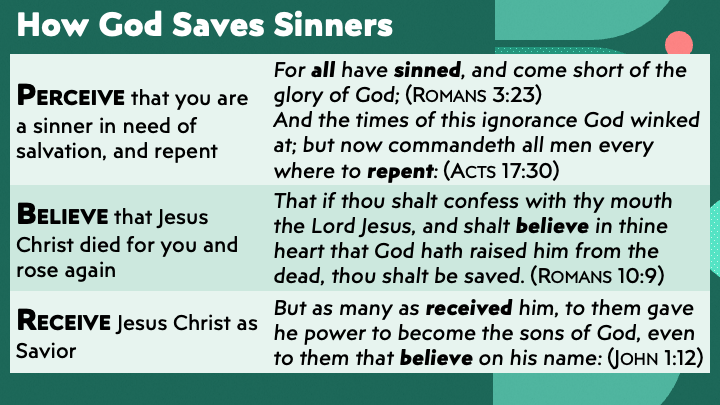 How God Saves Sinners
PERCEIVE that you are
a sinner in need of
salvation, and repent
For all have sinned, and come short of the
glory of God; (ROMANS 3:23)
And the times of this ignorance God winked
at; but now commandeth all men every
where to repent: (ACTS 17:30)
BELIEVE that Jesus
Christ died for you and
rose again
That if thou shalt confess with thy mouth
the Lord Jesus, and shalt believe in thine
heart that God hath raised him from the
dead, thou shalt be saved. (ROMANS 10:9)
RECEIVE Jesus Christ as
Savior
But as many as received him, to them gave
he power to become the sons of God, even
to them that believe on his name: (JOHN 1:12)